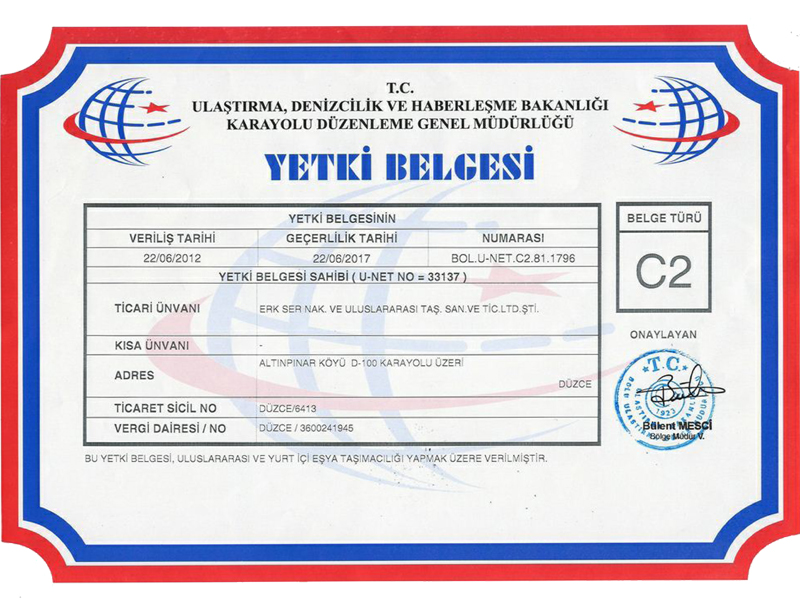 T.C.
ULAŞTIRMA, DENİZCİLİK VE HABERLEŞME BAKANLIĞI
KARAYOLU DÜZENLEME GENEL MÜDÜRLÜĞÜ
YETKİ BELGESİ
YETKİ BELGESİNİN
VERİLİŞ TARİHİ GEÇERLİLİK TARİHİ NUMARASI
22/06/2012 22/06/2017 BOL.U-NET.C2.81.1796
YETKİ BELGESİ SAHİBİ ( U-NET NO = 33137 )
TİCARİ ÜNVANI ERK SER NAK. VE ULUSLARARASI TAŞ. SAN.VE TİC.LTD.ŞTİ.
KISA ÜNVANI -
ADRES ALTINPINAR KÖYÜ D-100 KARAYOLU ÜZERİ
DÜZCE
TİCARET SİCİL NO DÜZCE/6413
VERGİ DAİRESİ / NO DÜZCE / 3600241945
BU YETKİ BELGESİ, ULUSLARARASI VE YURT İÇİ EŞYA TAŞIMACILIĞI YAPMAK ÜZERE VERİLMİŞTİR.
BELGE TÜRÜ
C2
ONAYLAYAN
T.C.
1923
Bülent MESCİ
Bölge Müdür V.